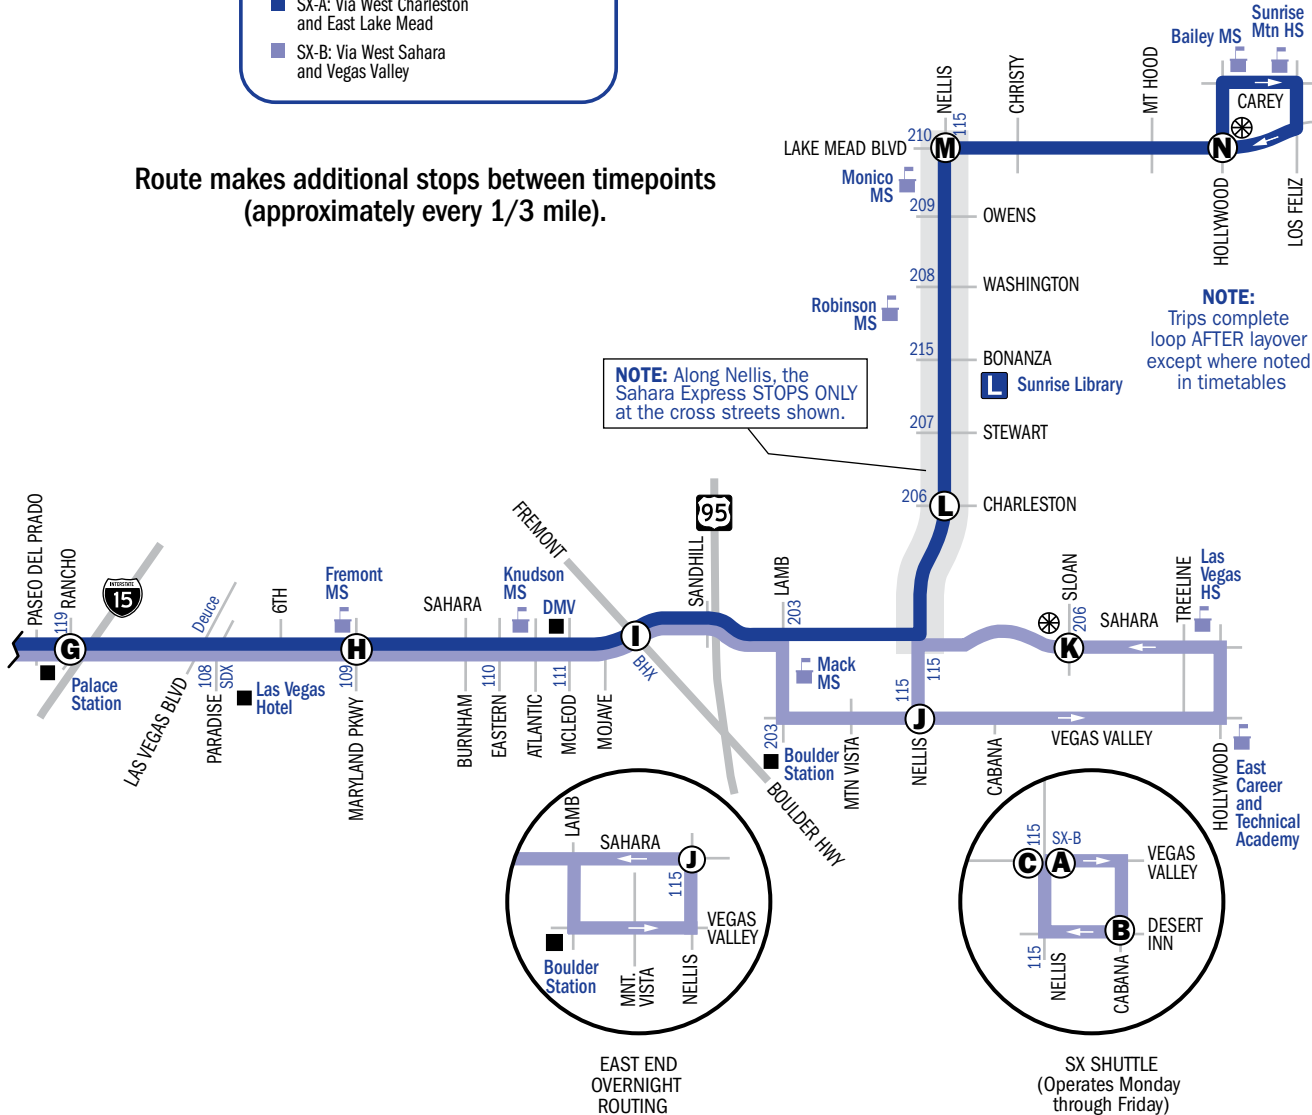 SX-A: Via West Charleston
and East Lake Mead
SX-B: Via West Sahara
and Vegas Valley
Route makes additional stops between timepoints
(approximately every 1/3 mile).
Bailey MS
Sunrise
Mtn HS
CAREY
NELLIS
115
CHRISTY
MT HOOD
210
LAKE MEAD BLVD
M
N
HOLLYWOOD
LOS FELIZ
Monico
MS
209
OWENS
208
WASHINGTON
Robinson
MS
215
BONANZA
L
Sunrise Library
207
STEWART
206
L
CHARLESTON
NOTE:
Trips complete
loop AFTER layover
except where noted
in timetables
NOTE: Along Nellis, the
Sahara Express STOPS ONLY
at the cross streets shown.
PASEO DEL PRADO
119
RANCHO
INTERSTATE
15
G
Palace
Station
Deuce
LAS VEGAS BLVD
108
PARADISE
SDX
Las Vegas
Hotel
6TH
Fremont
MS
H
109
MARYLAND PKWY
SAHARA
BURNHAM
110
EASTERN
ATLANTIC
111
MCLEOD
MOJAVE
Knudson
MS
DMV
FREMONT
I
BHX
BOULDER HWY
SANDHILL
95
LAMB
203
Mack
MS
203
Boulder
Station
MTN VISTA
115
115
J
NELLIS
CABANA
VEGAS VALLEY
K
SLOAN
206
SAHARA
TREELINE
Las
Vegas
HS
HOLLYWOOD
East
Career
and
Technical
Academy
LAMB
SAHARA
J
115
VEGAS
VALLEY
Boulder
Station
MNT.
VISTA
NELLIS
EAST END
OVERNIGHT
ROUTING
115
SX-B
C
A
VEGAS
VALLEY
B
DESERT
INN
115
NELLIS
CABANA
SX SHUTTLE
(Operates Monday
through Friday)